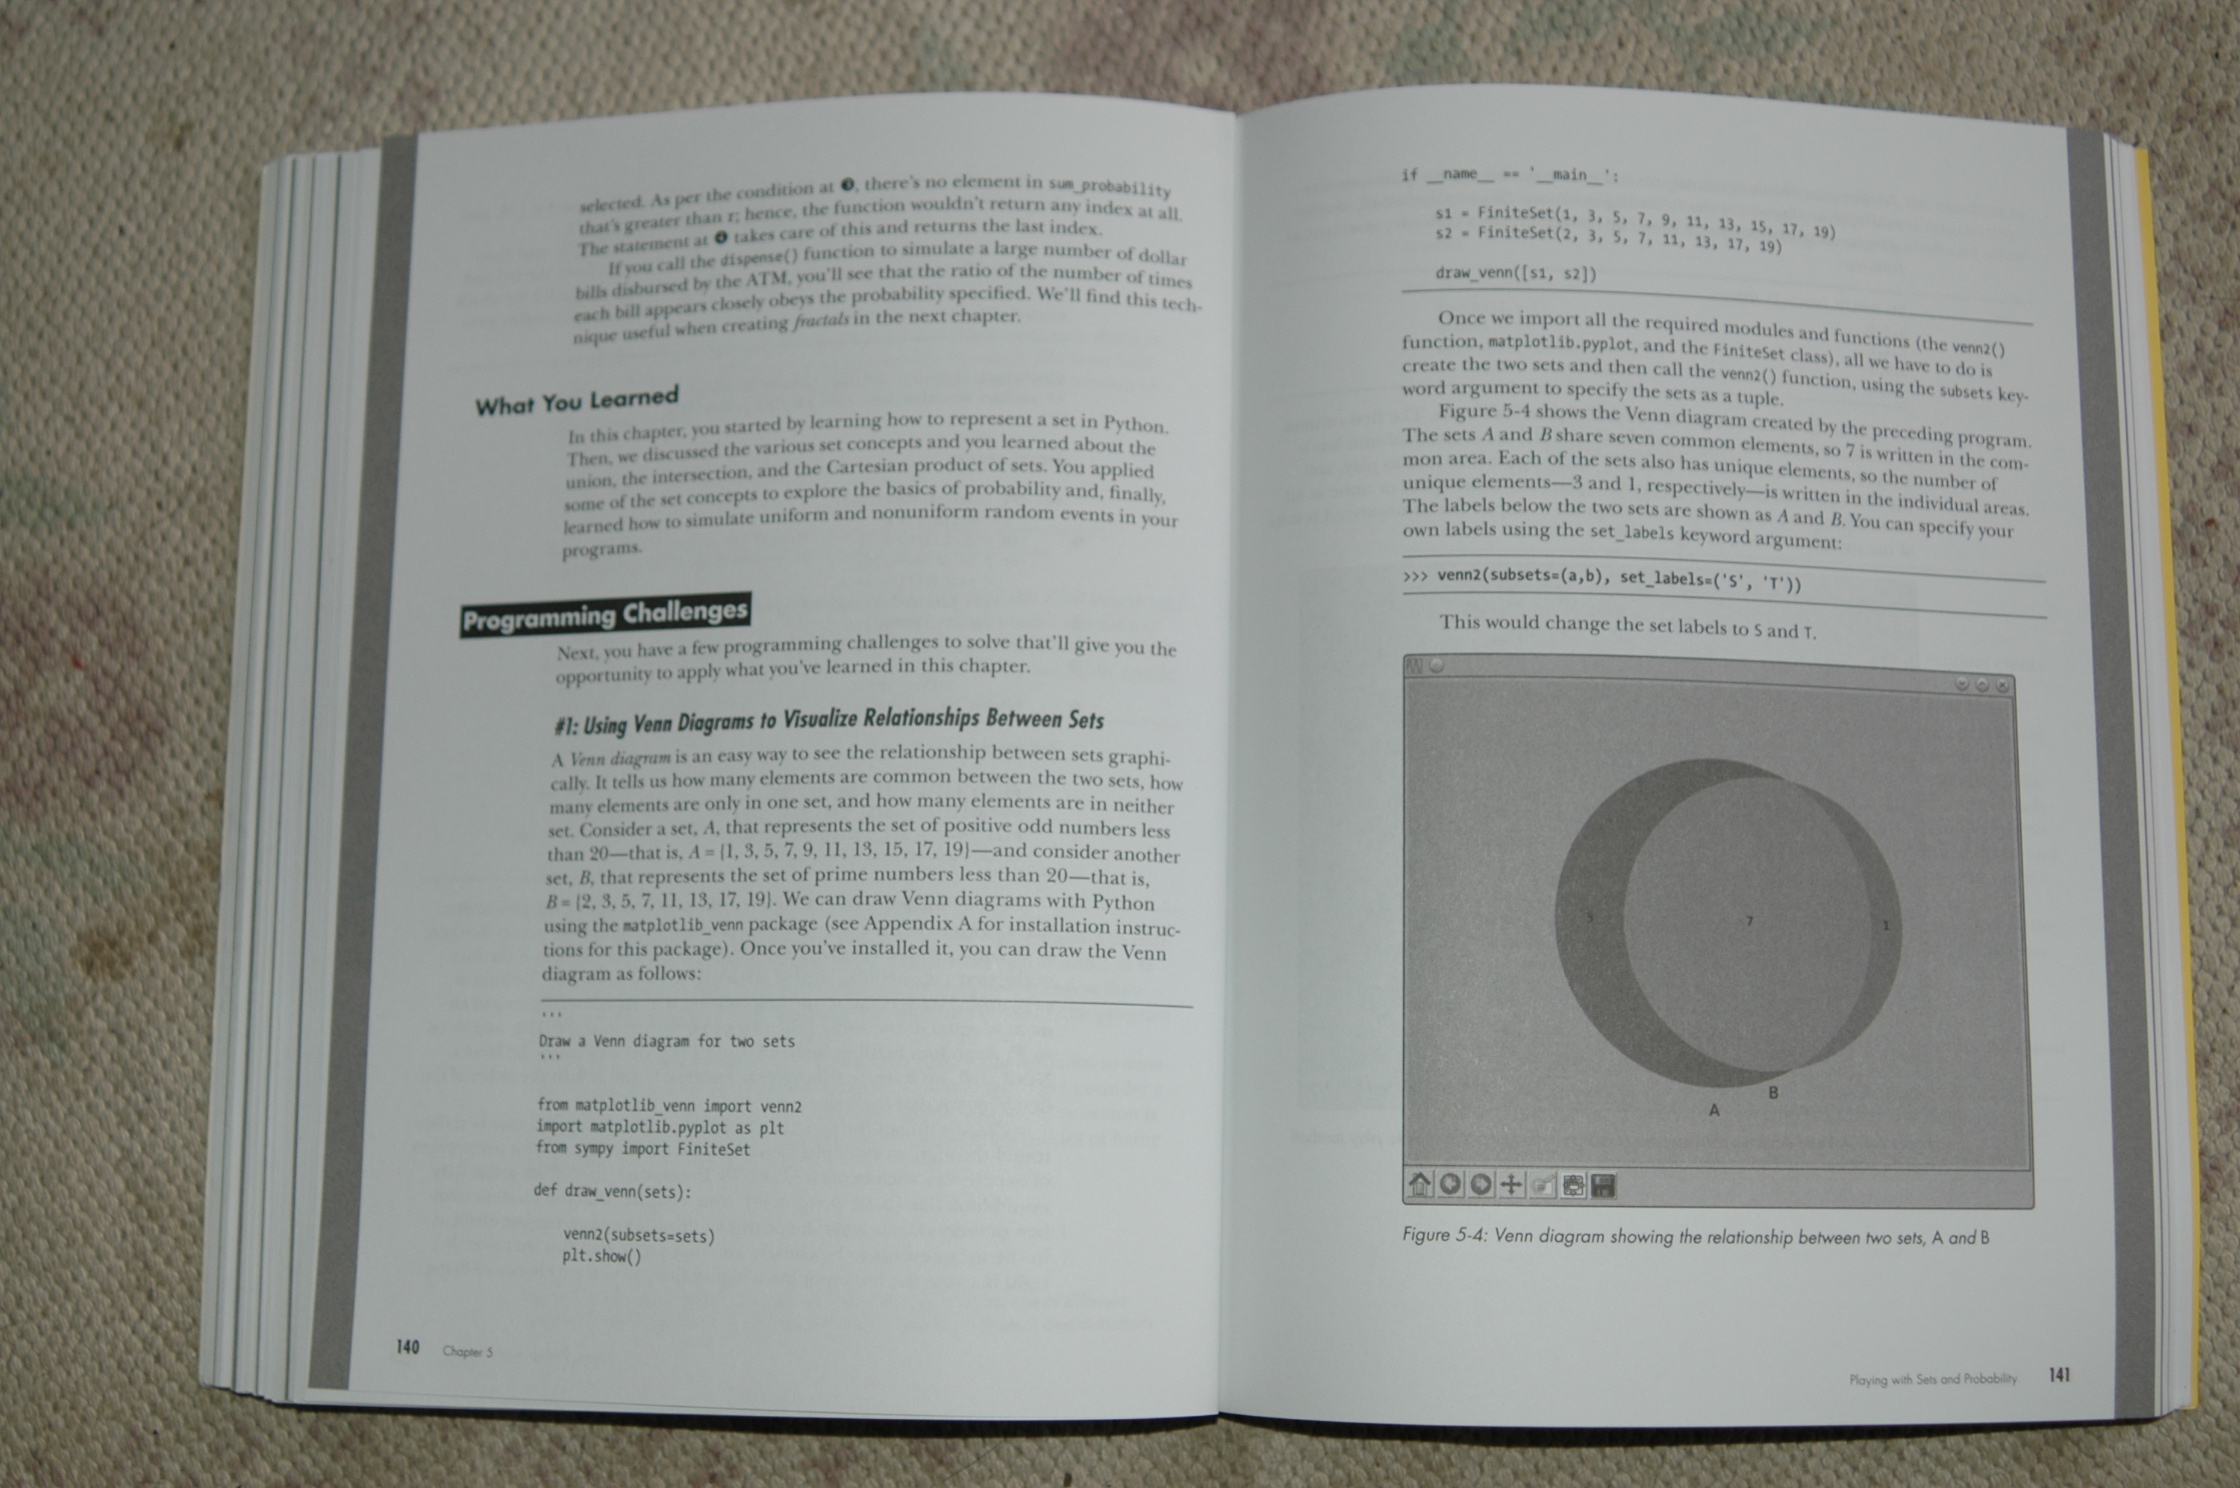 selected. As per the condition at ❸, there's no element in sum_probability
that's greater than r; hence, the function wouldn't return any index at all.
The statement at ❹ takes care of this and returns the last index.
If you call the dispense() function to simulate a large number of dollar
bills disbursed by the ATM, you'll see that the ratio of the number of times
each bill appears closely obeys the probability specified. We'll find this tech-
nique useful when creating fractals in the next chapter.
What You Learned
In this chapter, you started by learning how to represent a set in Python.
Then, we discussed the various set concepts and you learned about the
union, the intersection, and the Cartesian product of sets. You applied
some of the set concepts to explore the basics of probability and, finally,
learned how to simulate uniform and nonuniform random events in your
programs.
Programming Challenges
Next, you have a few programming challenges to solve that'll give you the
opportunity to apply what you've learned in this chapter.
#1: Using Venn Diagrams to Visualize Relationships Between Sets
A Venn diagram is an easy way to see the relationship between sets graphi-
cally. It tells us how many elements are common between the two sets, how
many elements are only in one set, and how many elements are in neither
set. Consider a set, A, that represents the set of positive odd numbers less
than 20—that is, A = {1, 3, 5, 7, 9, 11, 13, 15, 17, 19}—and consider another
set, B, that represents the set of prime numbers less than 20—that is,
B = {2, 3, 5, 7, 11, 13, 17, 19}. We can draw Venn diagrams with Python
using the matplotlib_venn package (see Appendix A for installation instruc-
tions for this package). Once you've installed it, you can draw the Venn
diagram as follows:
'''
Draw a Venn diagram for two sets
'''
from matplotlib_venn import venn2
import matplotlib.pyplot as plt
from sympy import FiniteSet
def draw_venn(sets):
venn2(subsets=sets)
plt.show()
140 Chapter 5
if __name__ == '__main__':
s1 = FiniteSet(1, 3, 5, 7, 9, 11, 13, 15, 17, 19)
s2 = FiniteSet(2, 3, 5, 7, 11, 13, 17, 19)
draw_venn([s1, s2])
Once we import all the required modules and functions (the venn2()
function, matplotlib.pyplot, and the FiniteSet class), all we have to do is
create the two sets and then call the venn2() function, using the subsets key-
word argument to specify the sets as a tuple.
Figure 5-4 shows the Venn diagram created by the preceding program.
The sets A and B share seven common elements, so 7 is written in the com-
mon area. Each of the sets also has unique elements, so the number of
unique elements—3 and 1, respectively—is written in the individual areas.
The labels below the two sets are shown as A and B. You can specify your
own labels using the set_labels keyword argument:
>>> venn2(subsets=(a,b), set_labels=('S', 'T'))
This would change the set labels to S and T.
3
7
1
A
B
Figure 5-4: Venn diagram showing the relationship between two sets, A and B
Playing with Sets and Probability 141